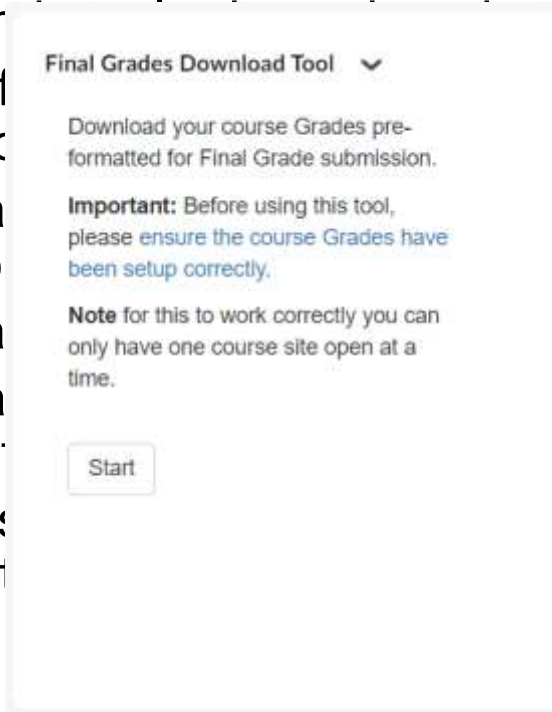 Final Grades Download Tool
Download your course Grades pre-
formatted for Final Grade submission.
Important: Before using this tool,
please ensure the course Grades have
been setup correctly.
Note for this to work correctly you can
only have one course site open at a
time.
Start